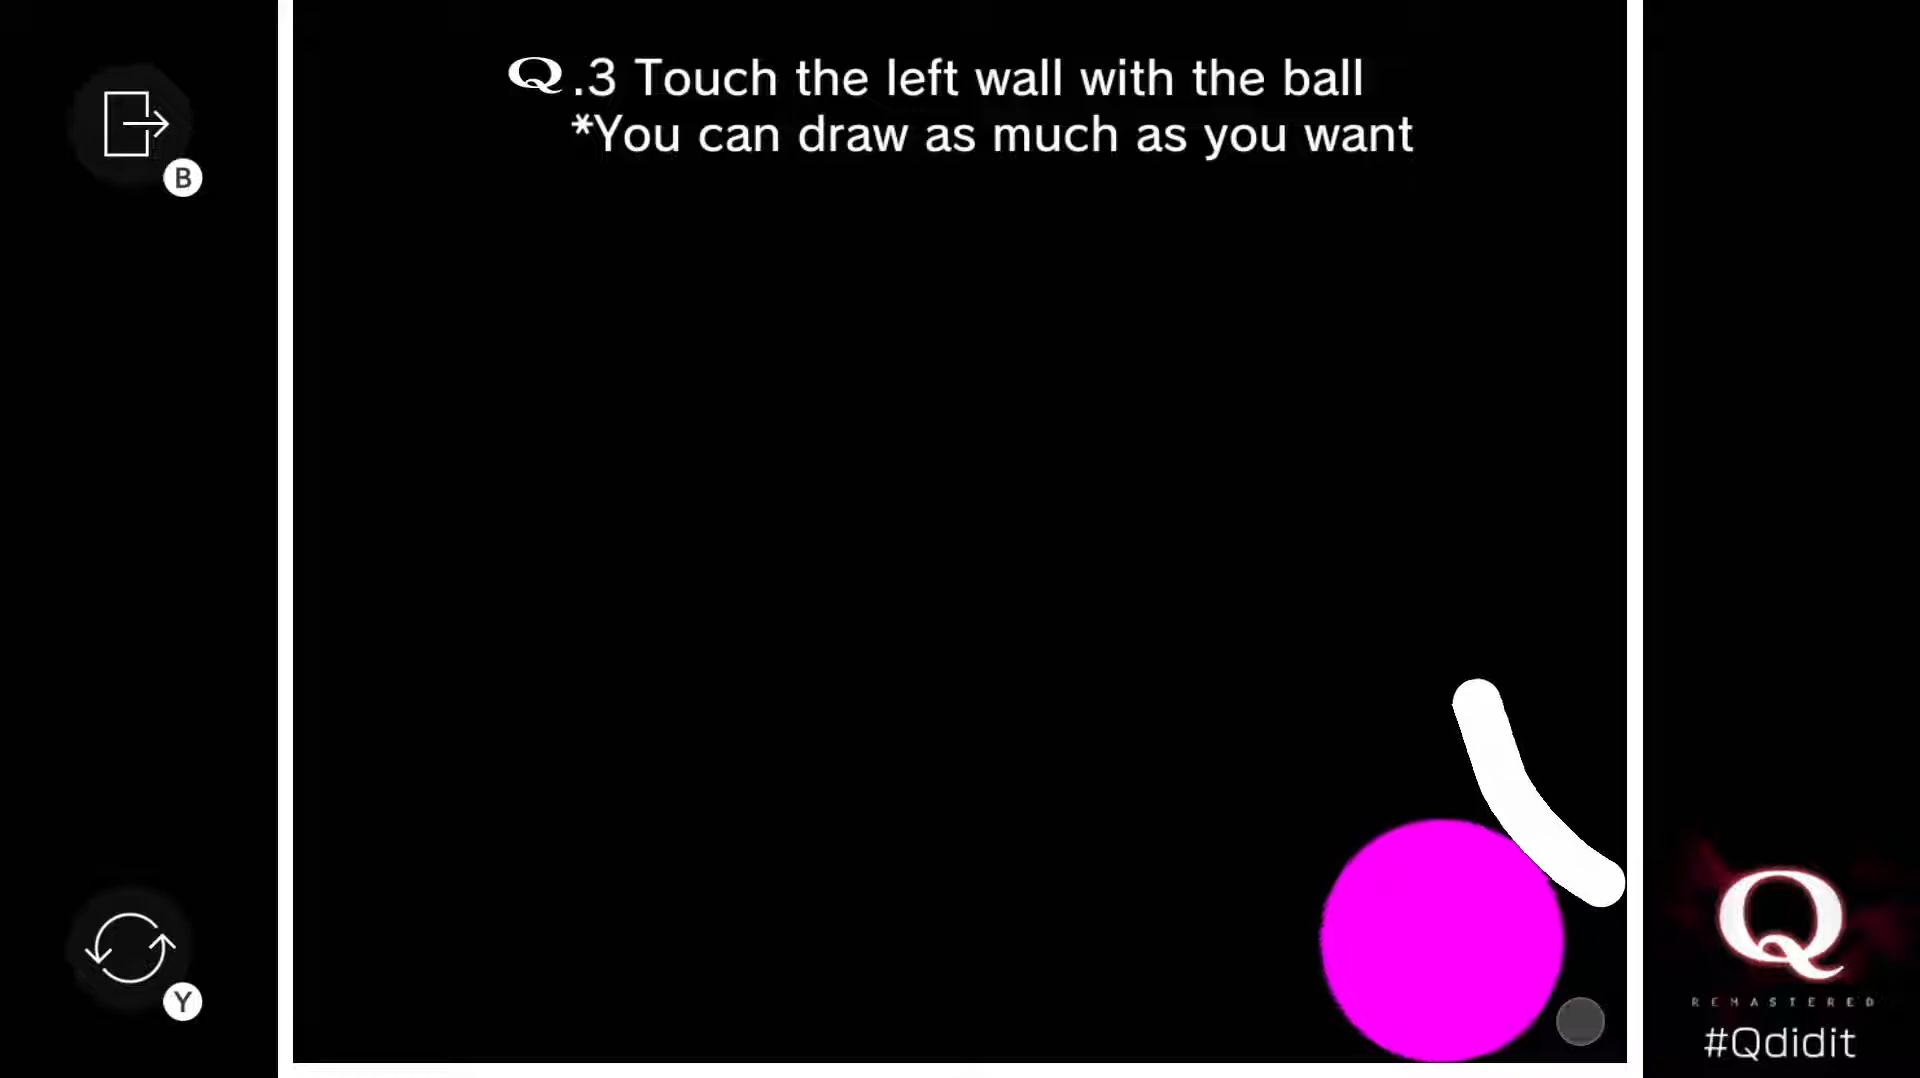 Q.3 Touch the left wall with the ball
*You can draw as much as you want
B
Y
Q
REMASTERED
#Qdidit